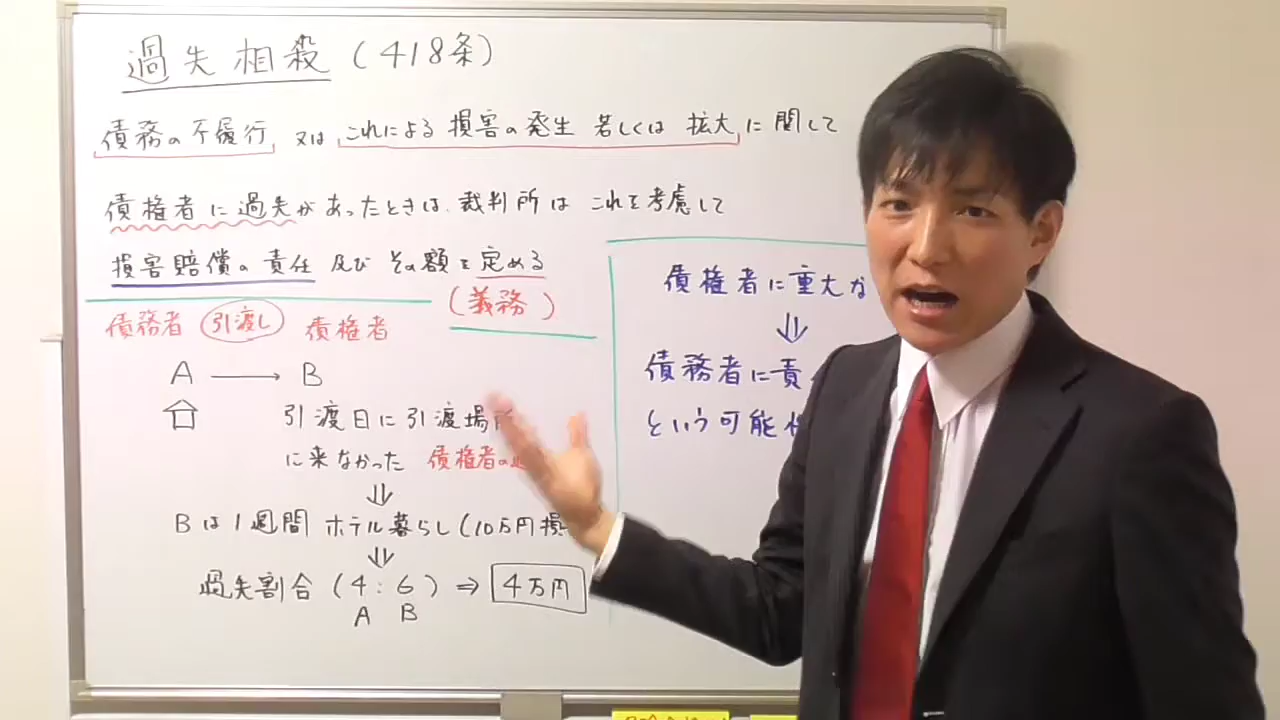 過失相殺(418条)
債務の不履行 又は これによる 損害の発生 若しくは 拡大 に関して
債権者に過失があったときは、裁判所は これを考慮して
損害賠償の責任 及び その額を定める
(義務)
債務者 引渡し 債権者
A → B
引渡日に引渡場所
に来なかった 債権者の
⇓
Bは1週間 ホテル暮らし(10万円損
⇓
過失割合(4:6) ⇒ 4万円
A B
債権者に重大な
⇓
債務者に責
という可能性